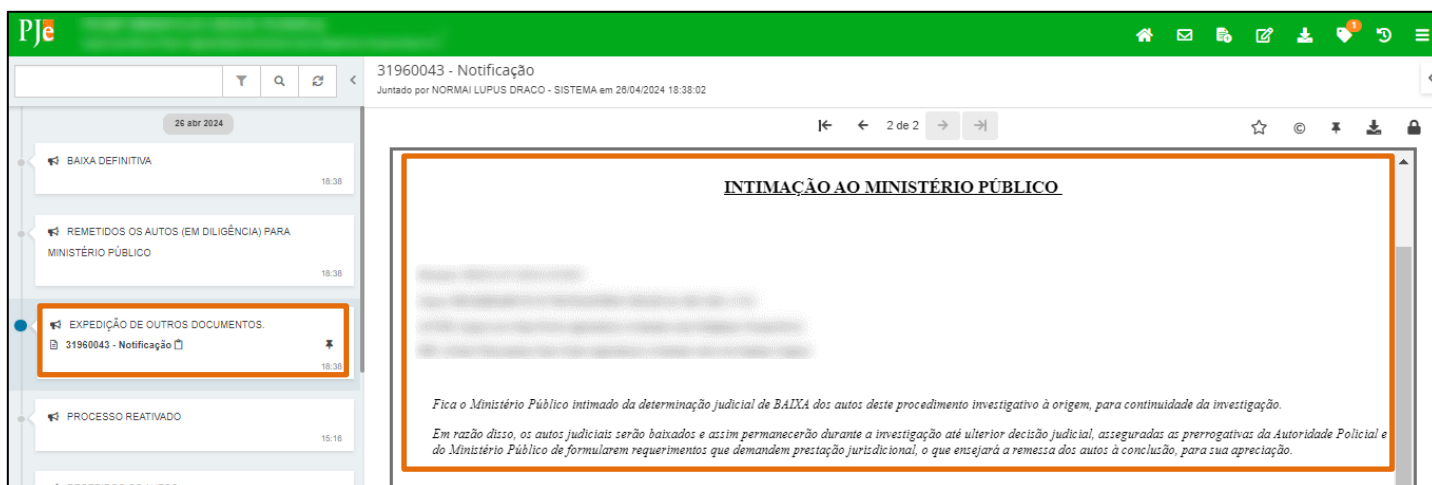 PJe
1
31960043 - Notificação
Juntado por NORMAI LUPUS DRACO - SISTEMA em 26/04/2024 18:38:02
26 abr 2024
2 de 2
BAIXA DEFINITIVA
18:38
REMETIDOS OS AUTOS (EM DILIGÊNCIA) PARA
MINISTÉRIO PÚBLICO
18:38
EXPEDIÇÃO DE OUTROS DOCUMENTOS.
31960043 - Notificação
18:38
PROCESSO REATIVADO
15:16
INTIMAÇÃO AO MINISTÉRIO PÚBLICO
Fica o Ministério Público intimado da determinação judicial de BAIXA dos autos deste procedimento investigativo à origem, para continuidade da investigação.
Em razão disso, os autos judiciais serão baixados e assim permanecerão durante a investigação até ulterior decisão judicial, asseguradas as prerrogativas da Autoridade Policial e
do Ministério Público de formularem requerimentos que demandem prestação jurisdicional, o que ensejará a remessa dos autos à conclusão, para sua apreciação.